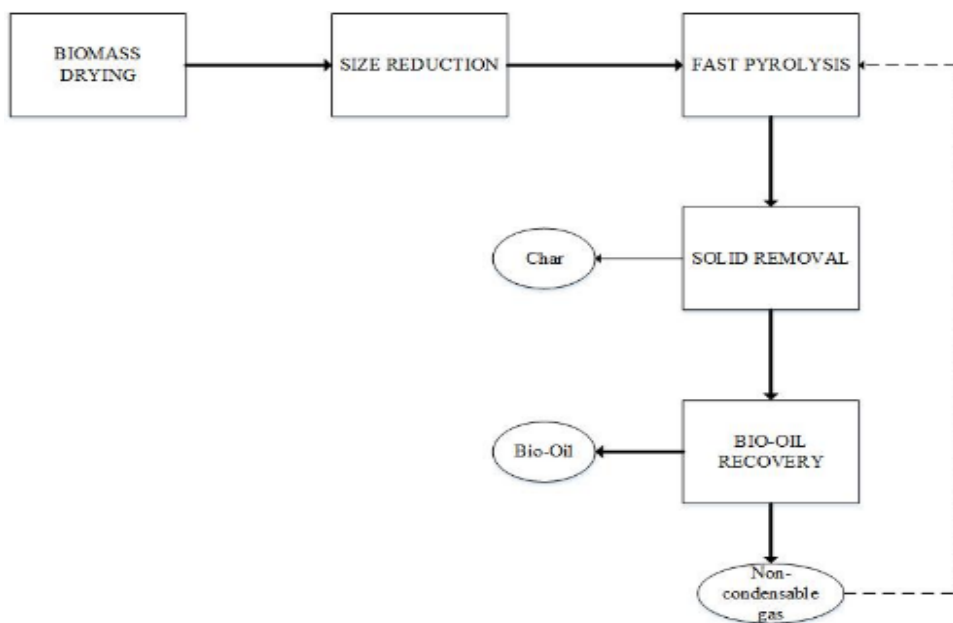 BIOMASS
DRYING
SIZE REDUCTION
FAST PYROLYSIS
Char
SOLID REMOVAL
Bio-Oil
BIO-OIL
RECOVERY
Non-
condensable
gas